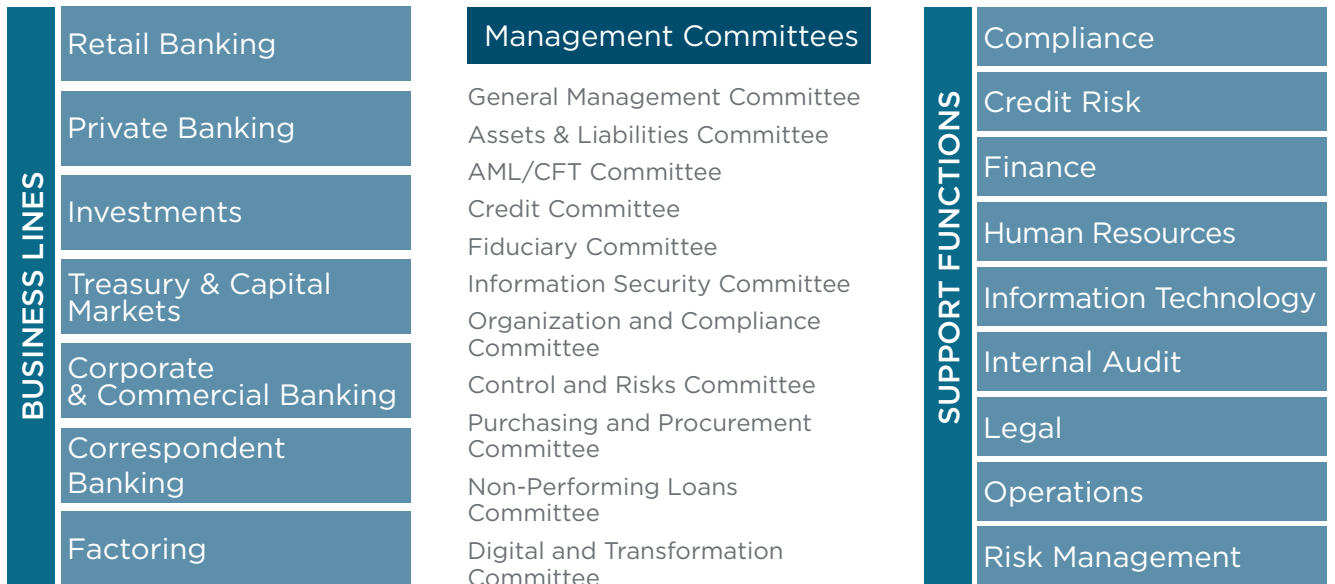 BUSINESS LINES
Retail Banking
Private Banking
Investments
Treasury & Capital
Markets
Corporate
& Commercial Banking
Correspondent
Banking
Factoring
Management Committees
General Management Committee
Assets & Liabilities Committee
AML/CFT Committee
Credit Committee
Fiduciary Committee
Information Security Committee
Organization and Compliance
Committee
Control and Risks Committee
Purchasing and Procurement
Committee
Non-Performing Loans
Committee
Digital and Transformation
Committee
SUPPORT FUNCTIONS
Compliance
Credit Risk
Finance
Human Resources
Information Technology
Internal Audit
Legal
Operations
Risk Management